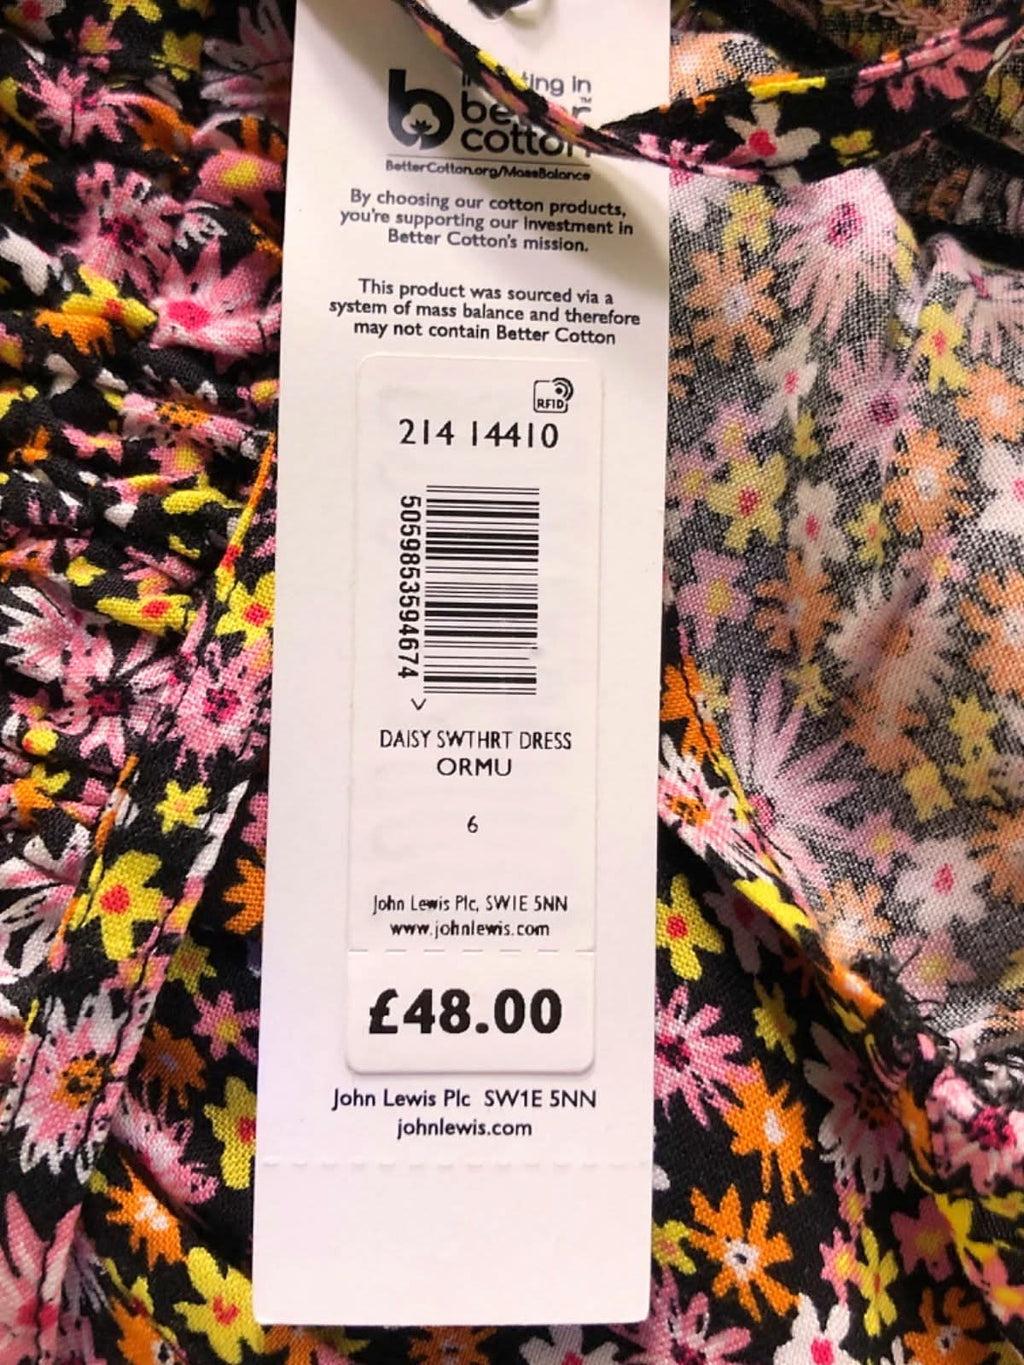 ing in
cotton
BetterCotton.org/MassBalance
By choosing our cotton products,
you're supporting our investment in
Better Cotton's mission.
This product was sourced via a
system of mass balance and therefore
may not contain Better Cotton
RFID
214 14410
5059853594674
DAISY SWTHRT DRESS
ORMU
6
John Lewis Plc, SW1E 5NN
www.johnlewis.com
£48.00
John Lewis Plc SW1E 5NN
johnlewis.com